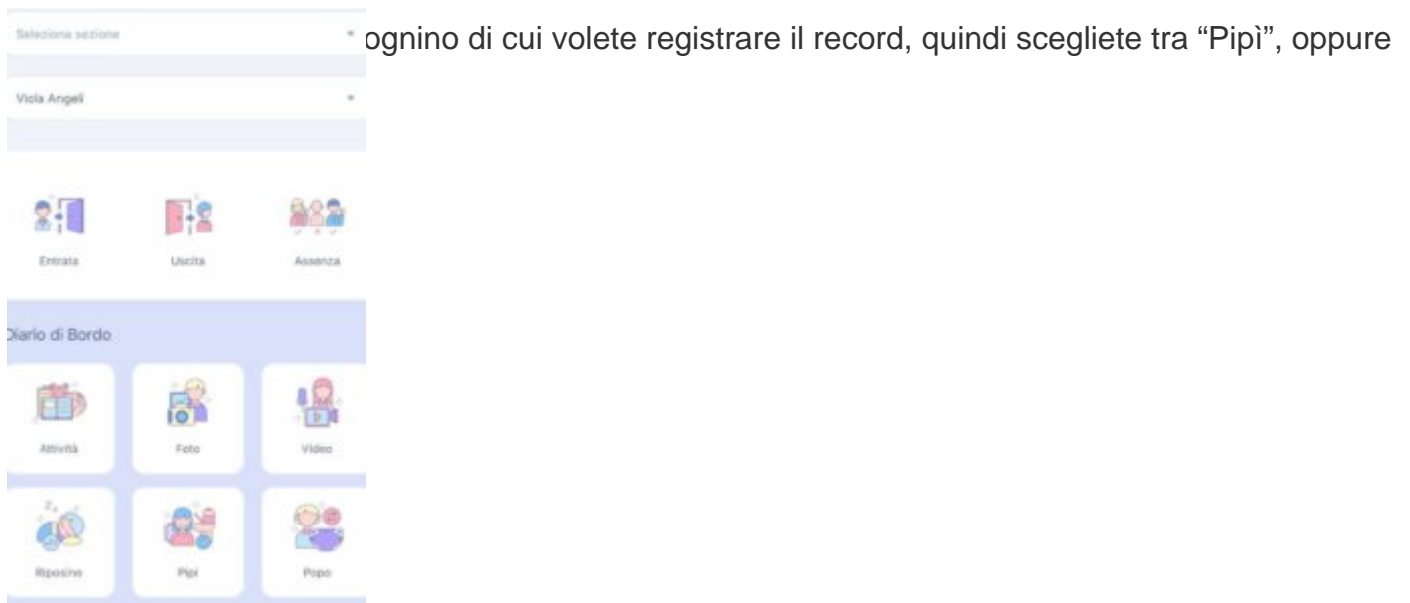 Seleziona sezione
ognino di cui volete registrare il record, quindi scegliete tra “Pipì”, oppure
Viola Angeli
Entrata Uscita Assenza
Diario di Bordo
Attività Foto Video
Riposino Pipì Popo